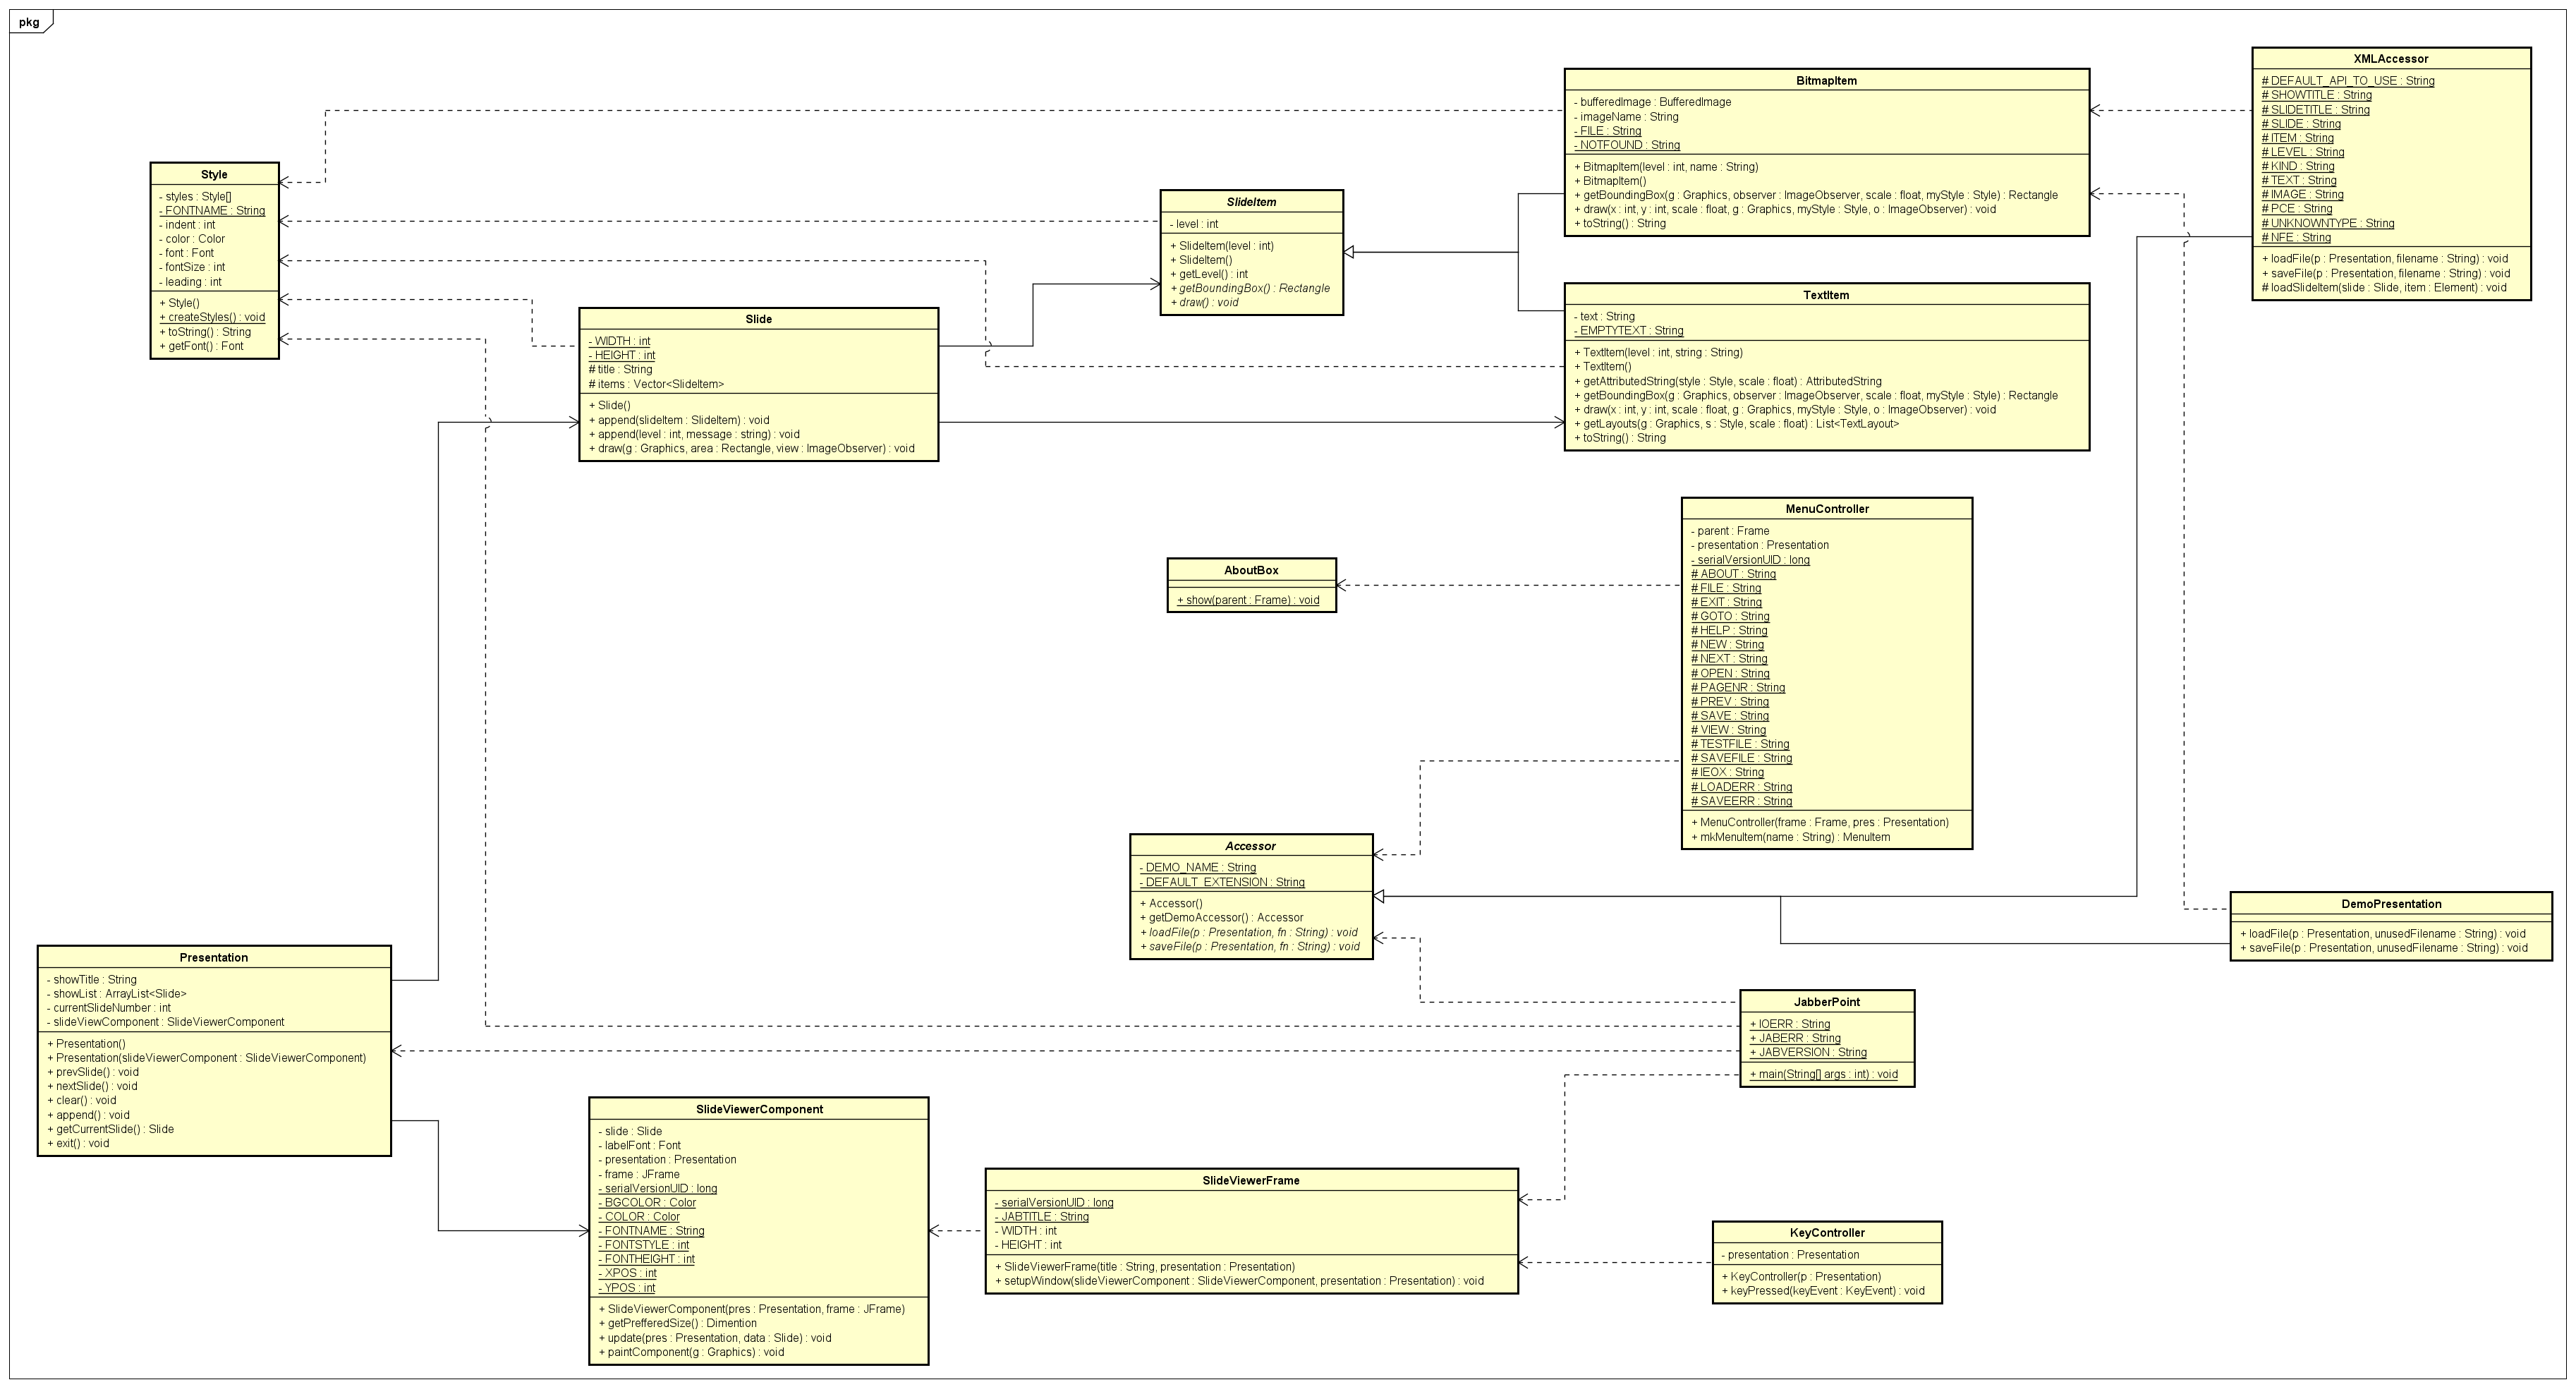 pkg
Style
- styles : Style[]
- FONTNAME : String
- indent : int
- color : Color
- font : Font
- fontSize : int
- leading : int
+ Style()
+ createStyles() : void
+ toString() : String
+ getFont() : Font
Slide
- WIDTH : int
- HEIGHT : int
# title : String
# items : Vector<SlideItem>
+ Slide()
+ append(slideItem : SlideItem) : void
+ append(level : int, message : string) : void
+ draw(g : Graphics, area : Rectangle, view : ImageObserver) : void
SlideItem
- level : int
+ SlideItem(level : int)
+ SlideItem()
+ getLevel() : int
+ getBoundingBox() : Rectangle
+ draw() : void
BitmapItem
- bufferedImage : BufferedImage
- imageName : String
- FILE : String
- NOTFOUND : String
+ BitmapItem(level : int, name : String)
+ BitmapItem()
+ getBoundingBox(g : Graphics, observer : ImageObserver, scale : float, myStyle : Style) : Rectangle
+ draw(x : int, y : int, scale : float, g : Graphics, myStyle : Style, o : ImageObserver) : void
+ toString() : String
XMLAccessor
# DEFAULT_API_TO_USE : String
# SHOWTITLE : String
# SLIDETITLE : String
# SLIDE : String
# ITEM : String
# LEVEL : String
# KIND : String
# TEXT : String
# IMAGE : String
# PCE : String
# UNKNOWNTYPE : String
# NFE : String
+ loadFile(p : Presentation, filename : String) : void
+ saveFile(p : Presentation, filename : String) : void
# loadSlideItem(slide : Slide, item : Element) : void
TextItem
- text : String
- EMPTYTEXT : String
+ TextItem(level : int, string : String)
+ TextItem()
+ getAttributedString(style : Style, scale : float) : AttributedString
+ getBoundingBox(g : Graphics, observer : ImageObserver, scale : float, myStyle : Style) : Rectangle
+ draw(x : int, y : int, scale : float, g : Graphics, myStyle : Style, o : ImageObserver) : void
+ getLayouts(g : Graphics, s : Style, scale : float) : List<TextLayout>
+ toString() : String
AboutBox
+ show(parent : Frame) : void
MenuController
- parent : Frame
- presentation : Presentation
- serialVersionUID : long
# ABOUT : String
# FILE : String
# EXIT : String
# GOTO : String
# HELP : String
# NEW : String
# NEXT : String
# OPEN : String
# PAGENR : String
# PREV : String
# SAVE : String
# VIEW : String
# TESTFILE : String
# SAVEFILE : String
# IEOX : String
# LOADERR : String
# SAVEERR : String
+ MenuController(frame : Frame, pres : Presentation)
+ mkMenuItem(name : String) : MenuItem
Accessor
- DEMO_NAME : String
- DEFAULT_EXTENSION : String
+ Accessor()
+ getDemoAccessor() : Accessor
+ loadFile(p : Presentation, fn : String) : void
+ saveFile(p : Presentation, fn : String) : void
DemoPresentation
+ loadFile(p : Presentation, unusedFilename : String) : void
+ saveFile(p : Presentation, unusedFilename : String) : void
Presentation
- showTitle : String
- showList : ArrayList<Slide>
- currentSlideNumber : int
- slideViewComponent : SlideViewerComponent
+ Presentation()
+ Presentation(slideViewerComponent : SlideViewerComponent)
+ prevSlide() : void
+ nextSlide() : void
+ clear() : void
+ append() : void
+ getCurrentSlide() : Slide
+ exit() : void
JabberPoint
+ IOERR : String
+ JABERR : String
+ JABVERSION : String
+ main(String[] args : int) : void
SlideViewerComponent
- slide : Slide
- labelFont : Font
- presentation : Presentation
- frame : JFrame
- serialVersionUID : long
- BGCOLOR : Color
- COLOR : Color
- FONTNAME : String
- FONTSTYLE : int
- FONTHEIGHT : int
- XPOS : int
- YPOS : int
+ SlideViewerComponent(pres : Presentation, frame : JFrame)
+ getPrefferedSize() : Dimention
+ update(pres : Presentation, data : Slide) : void
+ paintComponent(g : Graphics) : void
SlideViewerFrame
- serialVersionUID : long
- JABTITLE : String
- WIDTH : int
- HEIGHT : int
+ SlideViewerFrame(title : String, presentation : Presentation)
+ setupWindow(slideViewerComponent : SlideViewerComponent, presentation : Presentation) : void
KeyController
- presentation : Presentation
+ KeyController(p : Presentation)
+ keyPressed(keyEvent : KeyEvent) : void